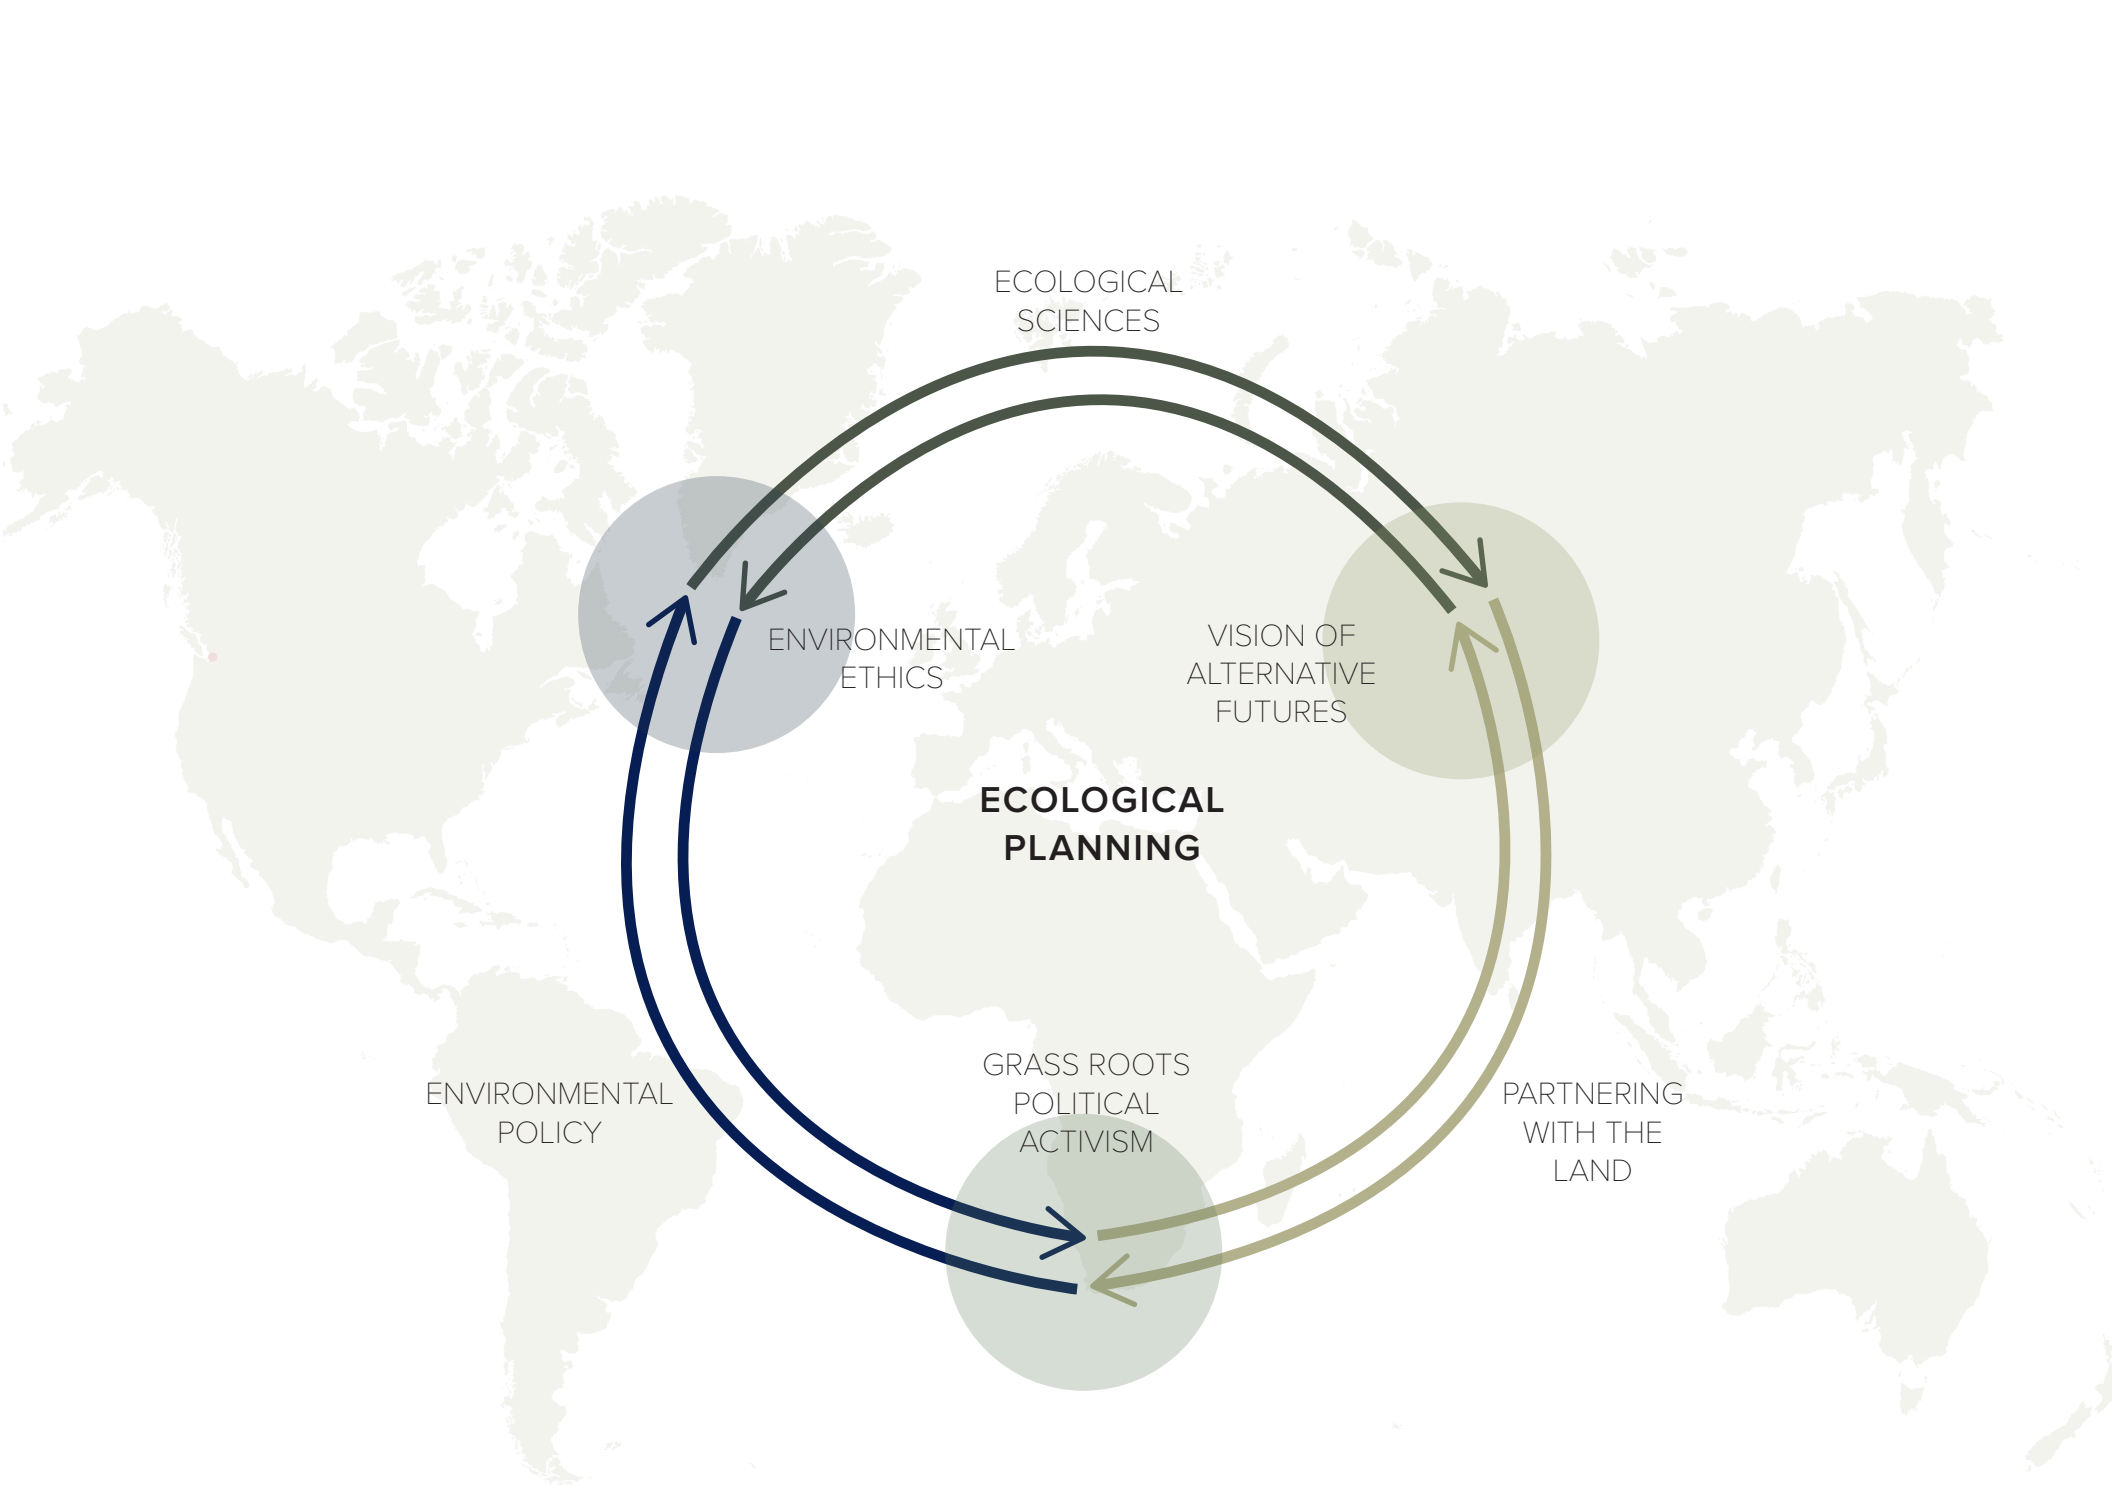 ECOLOGICAL
SCIENCES
ENVIRONMENTAL
ETHICS
VISION OF
ALTERNATIVE
FUTURES
ECOLOGICAL
PLANNING
GRASS ROOTS
POLITICAL
ACTIVISM
ENVIRONMENTAL
POLICY
PARTNERING
WITH THE
LAND